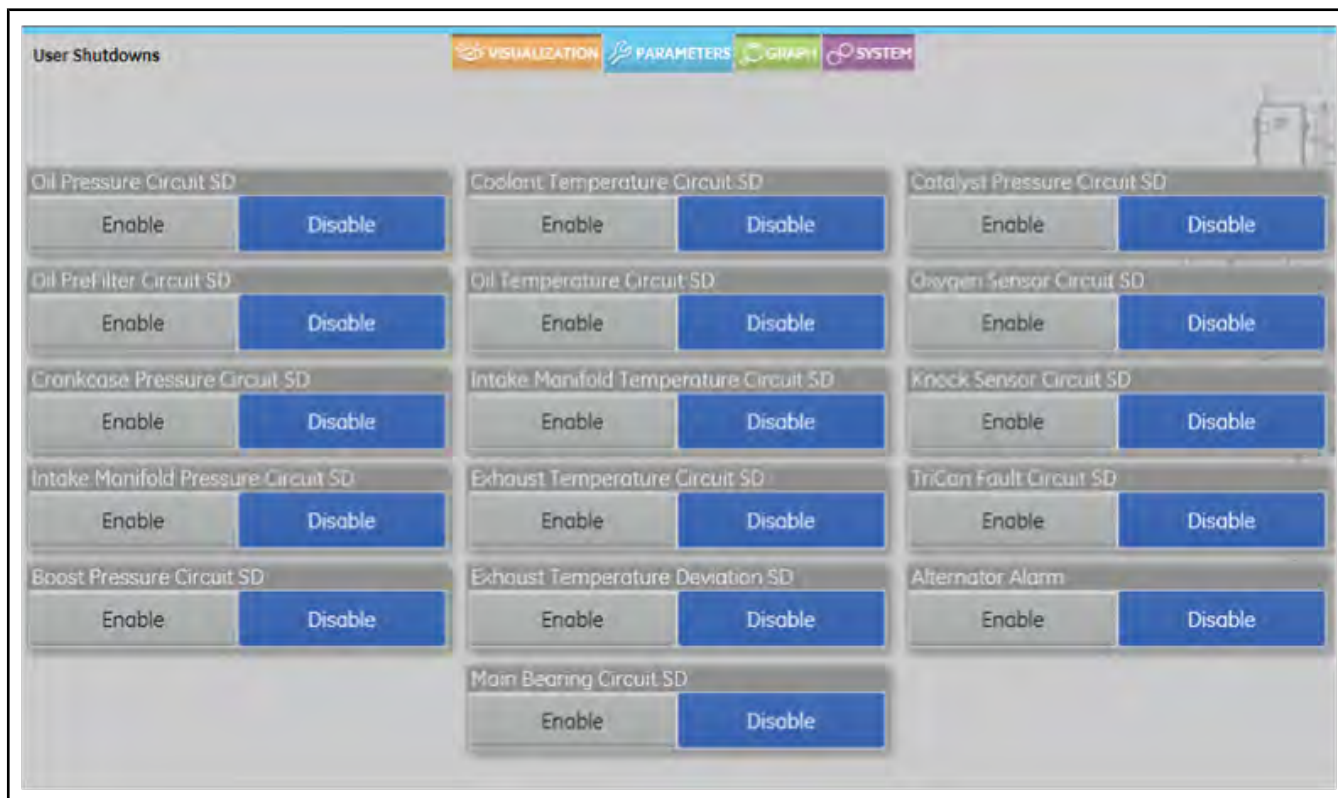 User Shutdowns
VISUALIZATION PARAMETERS GRAPH SYSTEM
Oil Pressure Circuit SD Coolant Temperature Circuit SD Catalyst Pressure Circuit SD
Enable Disable Enable Disable Enable Disable
Oil PreFilter Circuit SD Oil Temperature Circuit SD Oxygen Sensor Circuit SD
Enable Disable Enable Disable Enable Disable
Crankcase Pressure Circuit SD Intake Manifold Temperature Circuit SD Knock Sensor Circuit SD
Enable Disable Enable Disable Enable Disable
Intake Manifold Pressure Circuit SD Exhaust Temperature Circuit SD TriCan Fault Circuit SD
Enable Disable Enable Disable Enable Disable
Boost Pressure Circuit SD Exhaust Temperature Deviation SD Alternator Alarm
Enable Disable Enable Disable Enable Disable
Main Bearing Circuit SD
Enable Disable